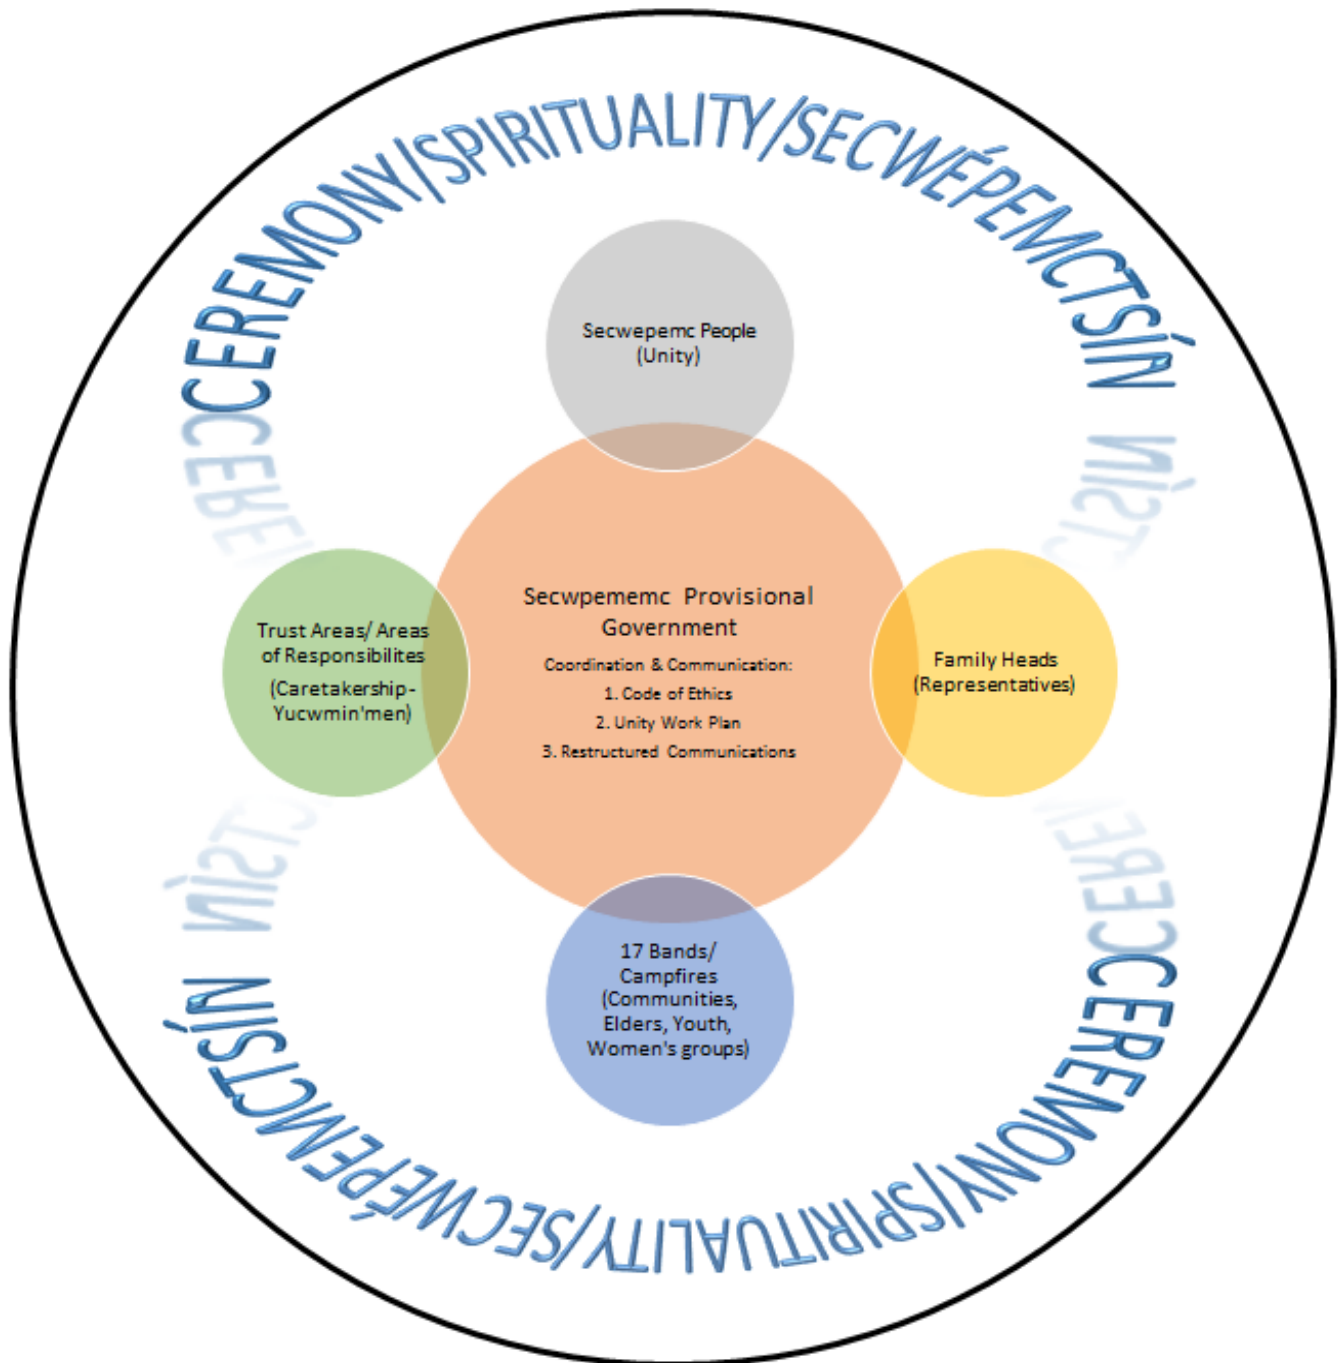 CEREMONY/SPIRITUALITY/SECWÉPEMCTSÍN
Secwepemc People
(Unity)
Trust Areas/ Areas
of Responsibilites
(Caretakership-
Yucwmin'men)
Secwpememc Provisional
Government
Coordination & Communication:
1. Code of Ethics
2. Unity Work Plan
3. Restructured Communications
Family Heads
(Representatives)
17 Bands/
Campfires
(Communities,
Elders, Youth,
Women's groups)
CEREMONY/SPIRITUALITY/SECWÉPEMCTSÍN